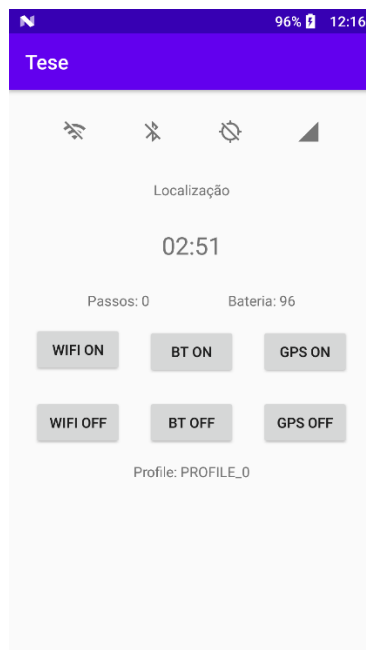 96% 12:16
Tese
Localização
02:51
Passos: 0 Bateria: 96
WIFI ON BT ON GPS ON
WIFI OFF BT OFF GPS OFF
Profile: PROFILE_0